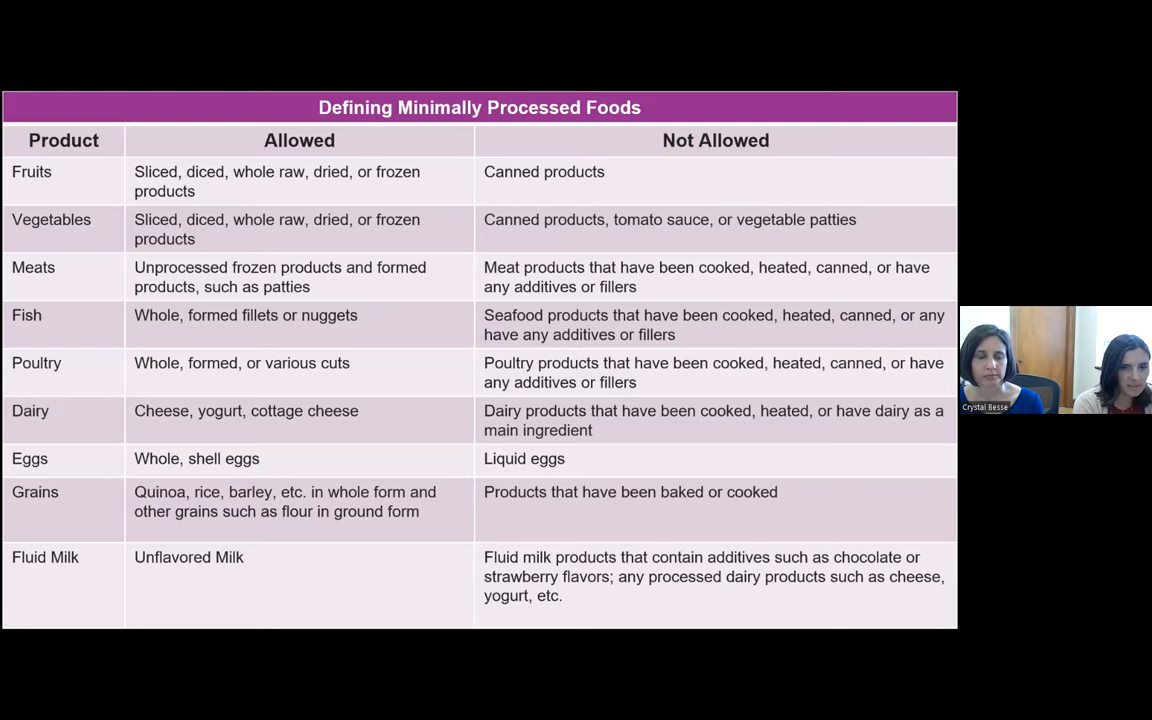 Defining Minimally Processed Foods
Product Allowed Not Allowed
Fruits
Sliced, diced, whole raw, dried, or frozen
products
Canned products
Vegetables
Sliced, diced, whole raw, dried, or frozen
products
Canned products, tomato sauce, or vegetable patties
Meats
Unprocessed frozen products and formed
products, such as patties
Meat products that have been cooked, heated, canned, or have
any additives or fillers
Fish
Whole, formed fillets or nuggets
Seafood products that have been cooked, heated, canned, or any
have any additives or fillers
Poultry
Whole, formed, or various cuts
Poultry products that have been cooked, heated, canned, or have
any additives or fillers
Dairy
Cheese, yogurt, cottage cheese
Dairy products that have been cooked, heated, or have dairy as a
main ingredient
Eggs
Whole, shell eggs
Liquid eggs
Grains
Quinoa, rice, barley, etc. in whole form and
other grains such as flour in ground form
Products that have been baked or cooked
Fluid Milk
Unflavored Milk
Fluid milk products that contain additives such as chocolate or
strawberry flavors; any processed dairy products such as cheese,
yogurt, etc.
Crystal Besse